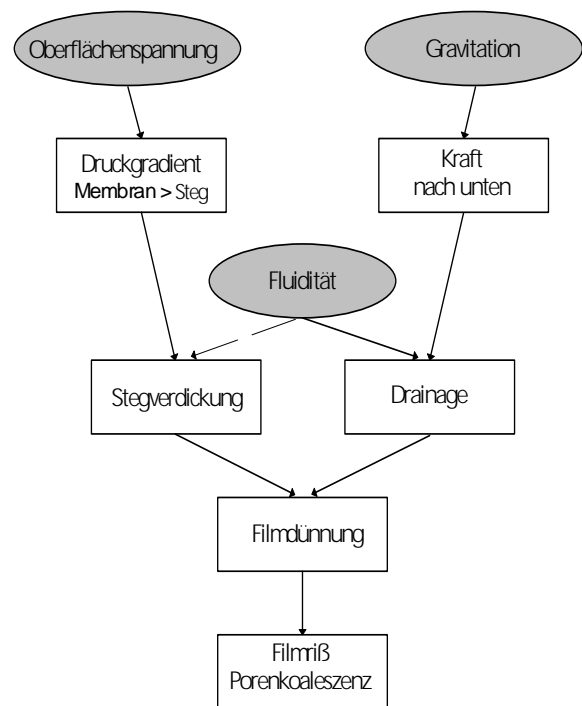 Oberflächenspannung
Gravitation
Druckgradient
Membran > Steg
Kraft
nach unten
Fluidität
Stegverdickung
Drainage
Filmdünnung
Filmriß
Porenkoaleszenz